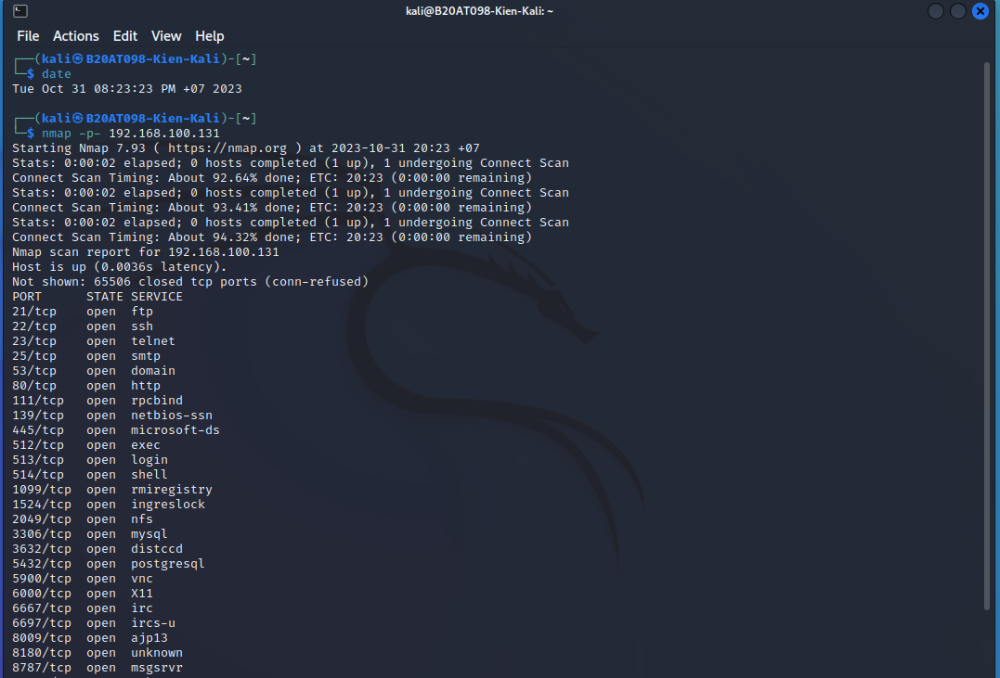 kali@B20AT098-Kien-Kali: ~
File Actions Edit View Help
┌──(kali㉿B20AT098-Kien-Kali)-[~]
└─$ date
Tue Oct 31 08:23:23 PM +07 2023
┌──(kali㉿B20AT098-Kien-Kali)-[~]
└─$ nmap -p- 192.168.100.131
Starting Nmap 7.93 ( https://nmap.org ) at 2023-10-31 20:23 +07
Stats: 0:00:02 elapsed; 0 hosts completed (1 up), 1 undergoing Connect Scan
Connect Scan Timing: About 92.64% done; ETC: 20:23 (0:00:00 remaining)
Stats: 0:00:02 elapsed; 0 hosts completed (1 up), 1 undergoing Connect Scan
Connect Scan Timing: About 93.41% done; ETC: 20:23 (0:00:00 remaining)
Stats: 0:00:02 elapsed; 0 hosts completed (1 up), 1 undergoing Connect Scan
Connect Scan Timing: About 94.32% done; ETC: 20:23 (0:00:00 remaining)
Nmap scan report for 192.168.100.131
Host is up (0.0036s latency).
Not shown: 65506 closed tcp ports (conn-refused)
PORT STATE SERVICE
21/tcp open ftp
22/tcp open ssh
23/tcp open telnet
25/tcp open smtp
53/tcp open domain
80/tcp open http
111/tcp open rpcbind
139/tcp open netbios-ssn
445/tcp open microsoft-ds
512/tcp open exec
513/tcp open login
514/tcp open shell
1099/tcp open rmiregistry
1524/tcp open ingreslock
2049/tcp open nfs
3306/tcp open mysql
3632/tcp open distccd
5432/tcp open postgresql
5900/tcp open vnc
6000/tcp open X11
6667/tcp open irc
6697/tcp open ircs-u
8009/tcp open ajp13
8180/tcp open unknown
8787/tcp open msgsrvr